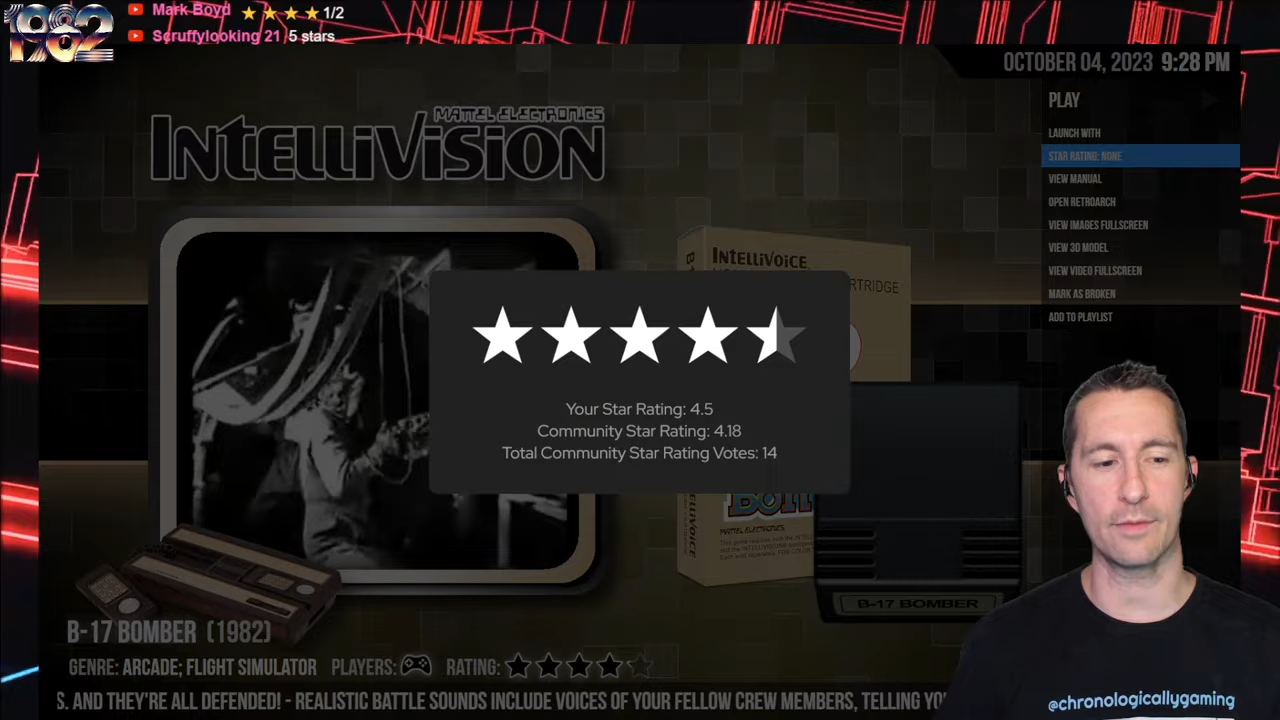 1982
Mark Boyd ★ ★ ★ ★ 1/2
Scruffylooking 21 5 stars
OCTOBER 04, 2023 9:28 PM
MATTEL ELECTRONICS
INTELLIVISION
PLAY
LAUNCH WITH
STAR RATING: NONE
VIEW MANUAL
OPEN RETROARCH
VIEW IMAGES FULLSCREEN
VIEW 3D MODEL
VIEW VIDEO FULLSCREEN
MARK AS BROKEN
ADD TO PLAYLIST
INTELLIVOICE
RTRIDGE
Your Star Rating: 4.5
Community Star Rating: 4.18
Total Community Star Rating Votes: 14
MATTEL ELECTRONICS
INTELLIVOICE
B-17 BOMBER
B-17 BOMBER (1982)
GENRE: ARCADE; FLIGHT SIMULATOR PLAYERS: RATING:
S. AND THEY'RE ALL DEFENDED! - REALISTIC BATTLE SOUNDS INCLUDE VOICES OF YOUR FELLOW CREW MEMBERS, TELLING YO
@chronologicallygaming